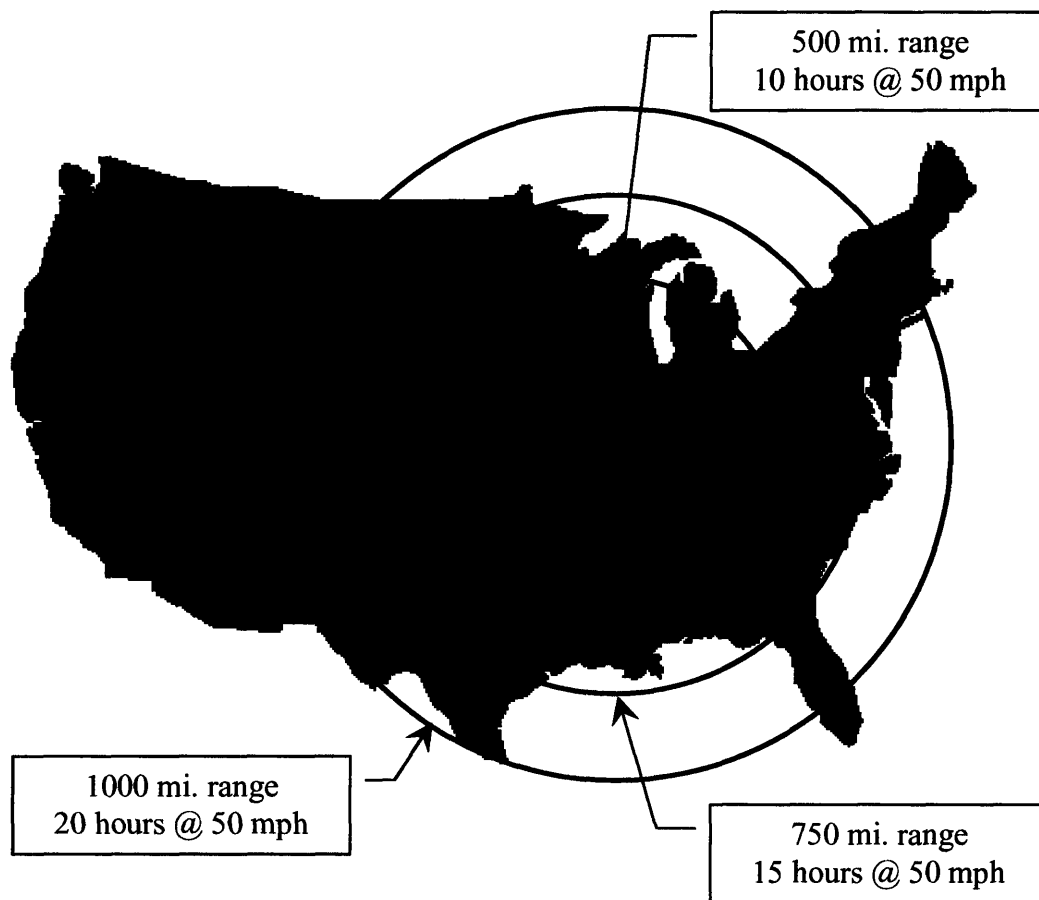 500 mi. range
10 hours @ 50 mph
1000 mi. range
20 hours @ 50 mph
750 mi. range
15 hours @ 50 mph